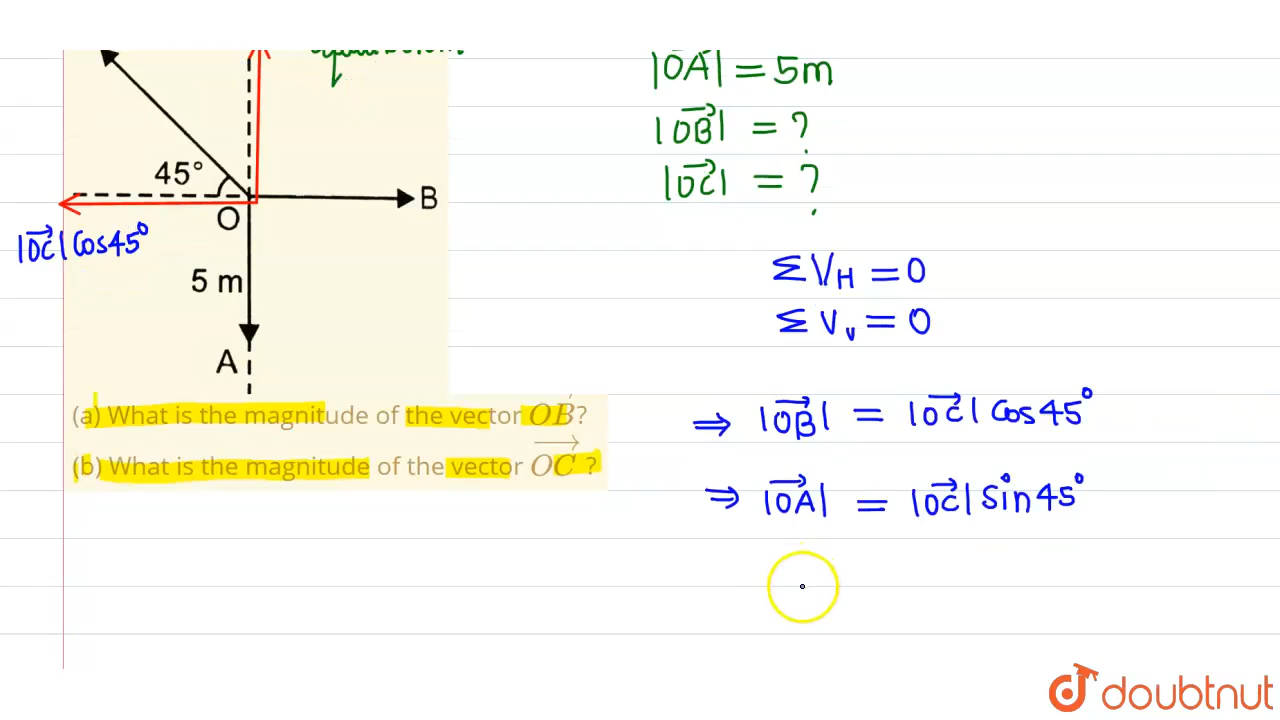 |OA| = 5m
|OB| = ?
|OC| = ?
45°
B
O
|OC| Cos45°
5 m
A
ΣV_H = 0
ΣV_v = 0
(a) What is the magnitude of the vector OB?
(b) What is the magnitude of the vector OC ?
⇒ |OB| = |OC| Cos45°
⇒ |OA| = |OC| Sin45°
doubtnut